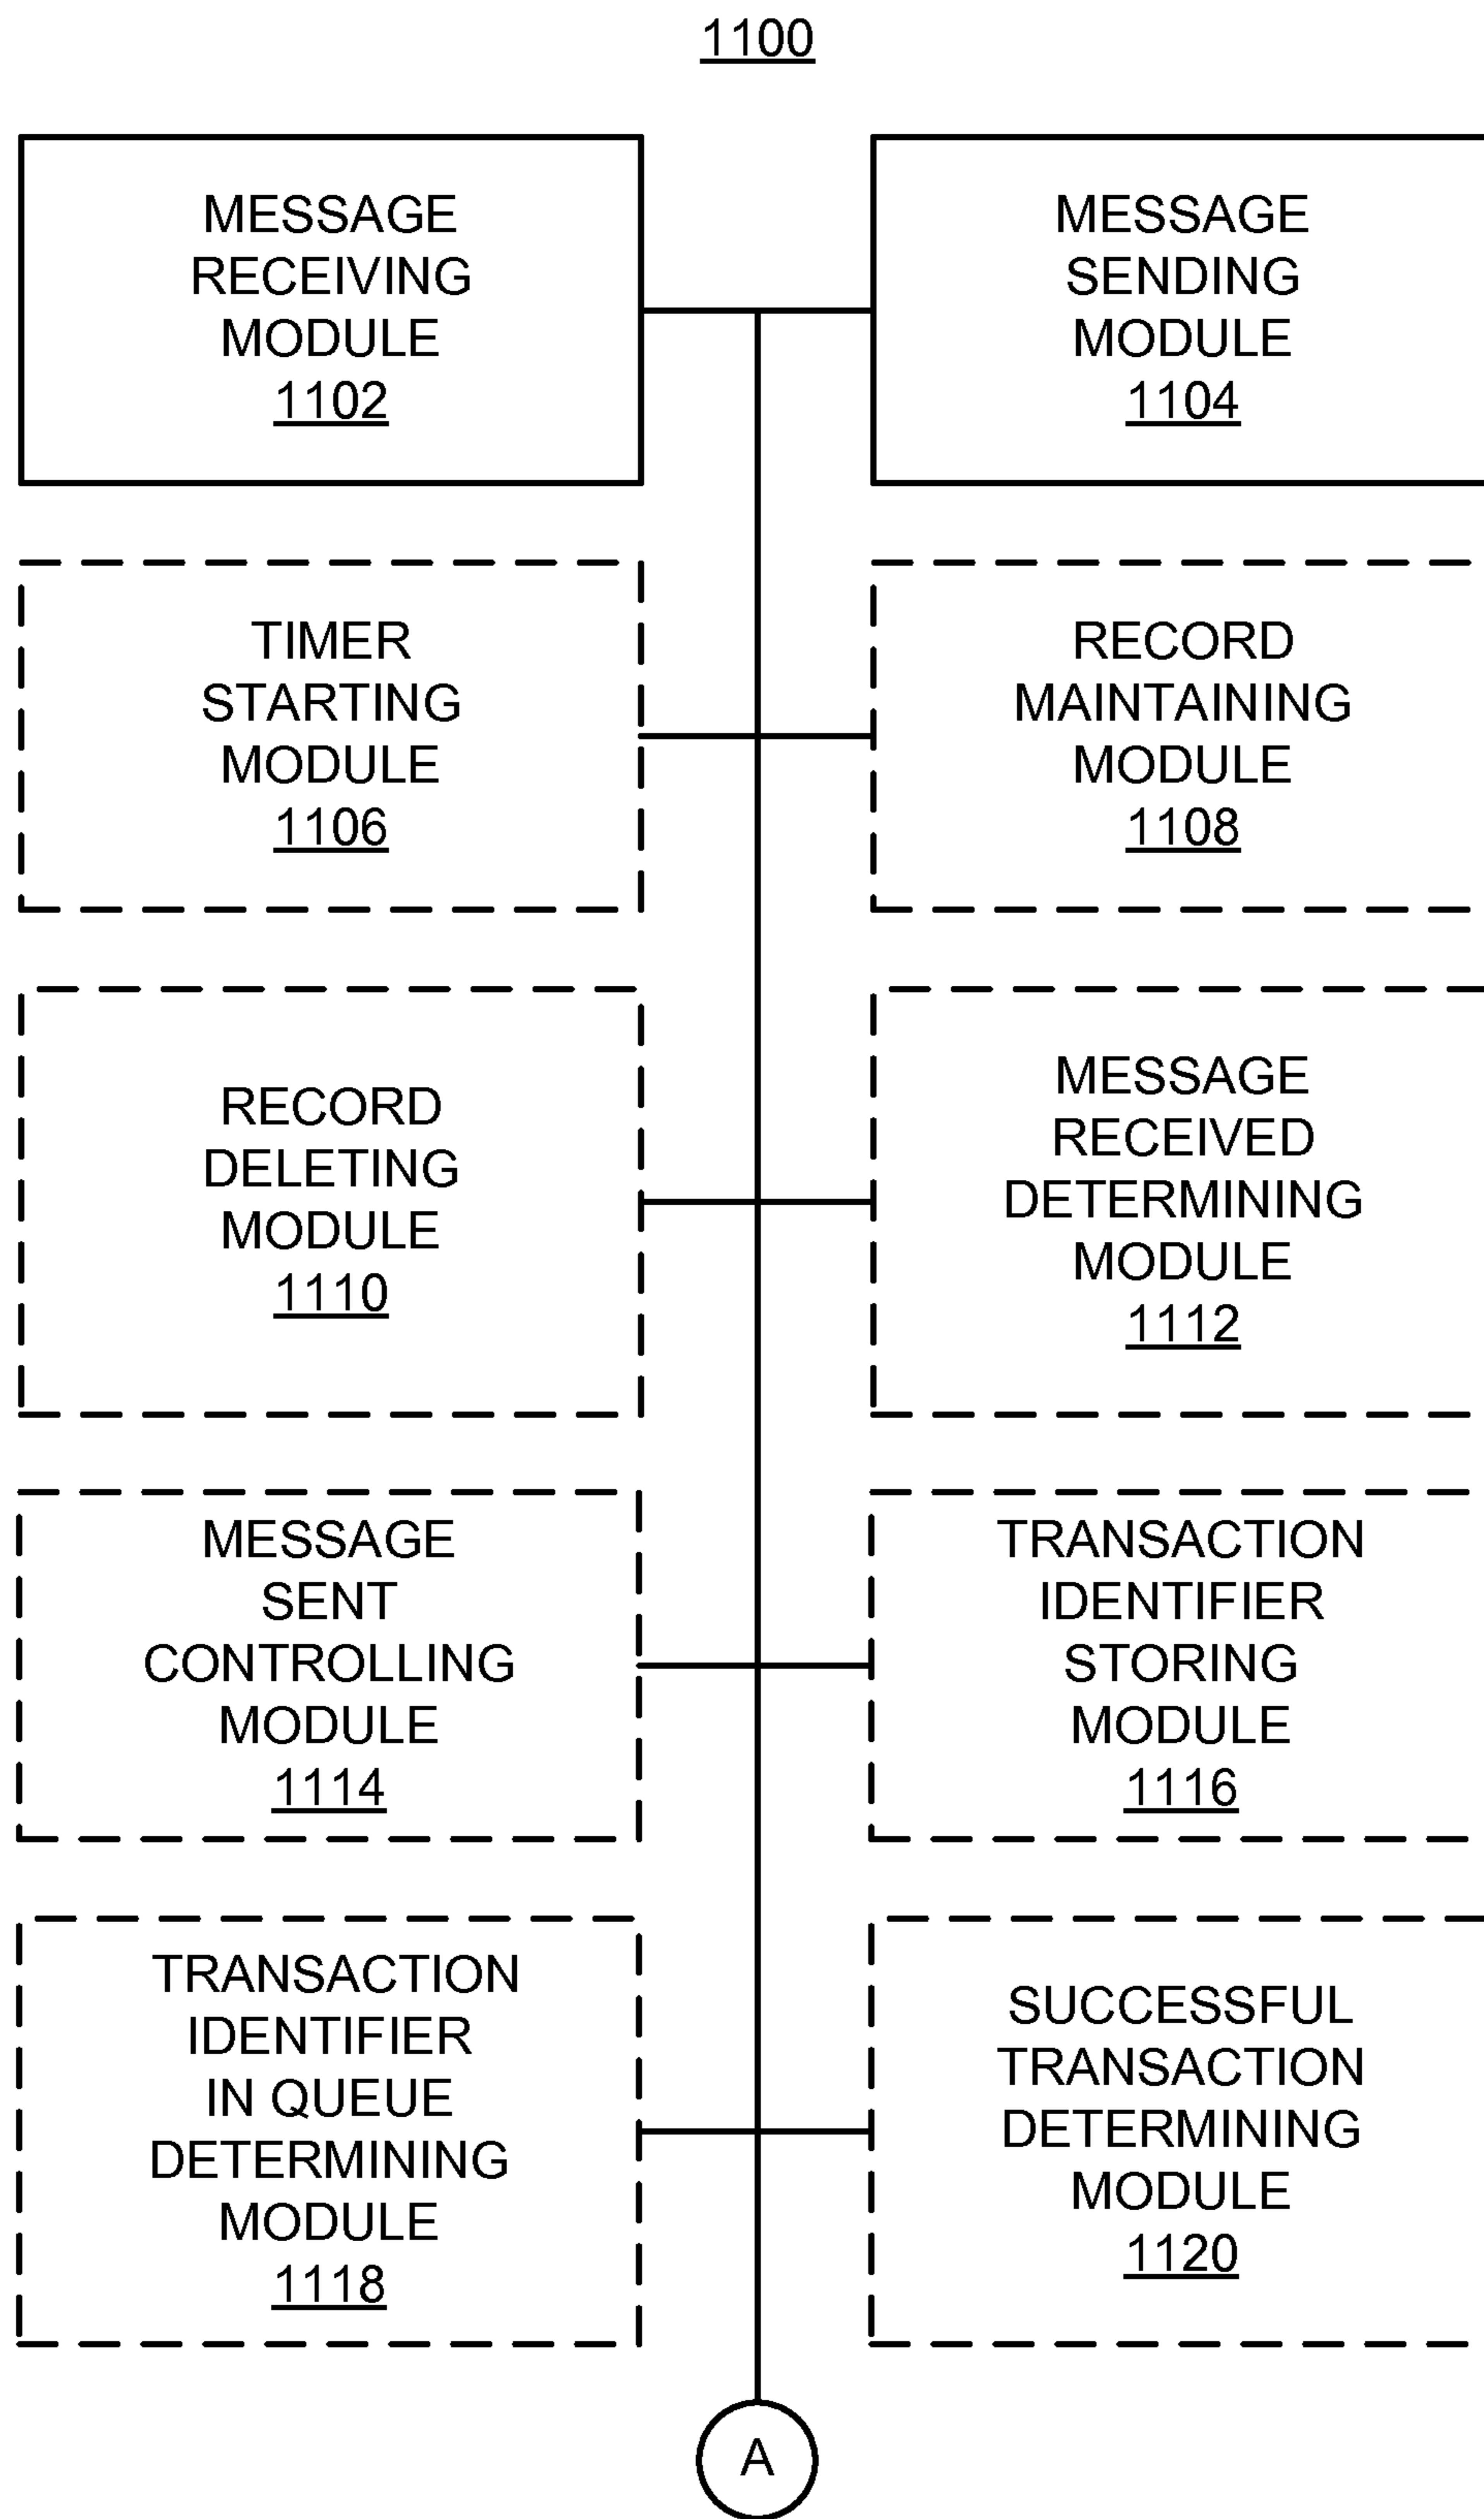 1100
MESSAGE
RECEIVING
MODULE
1102
MESSAGE
SENDING
MODULE
1104
TIMER
STARTING
MODULE
1106
RECORD
MAINTAINING
MODULE
1108
RECORD
DELETING
MODULE
1110
MESSAGE
RECEIVED
DETERMINING
MODULE
1112
MESSAGE
SENT
CONTROLLING
MODULE
1114
TRANSACTION
IDENTIFIER
STORING
MODULE
1116
TRANSACTION
IDENTIFIER
IN QUEUE
DETERMINING
MODULE
1118
SUCCESSFUL
TRANSACTION
DETERMINING
MODULE
1120
A